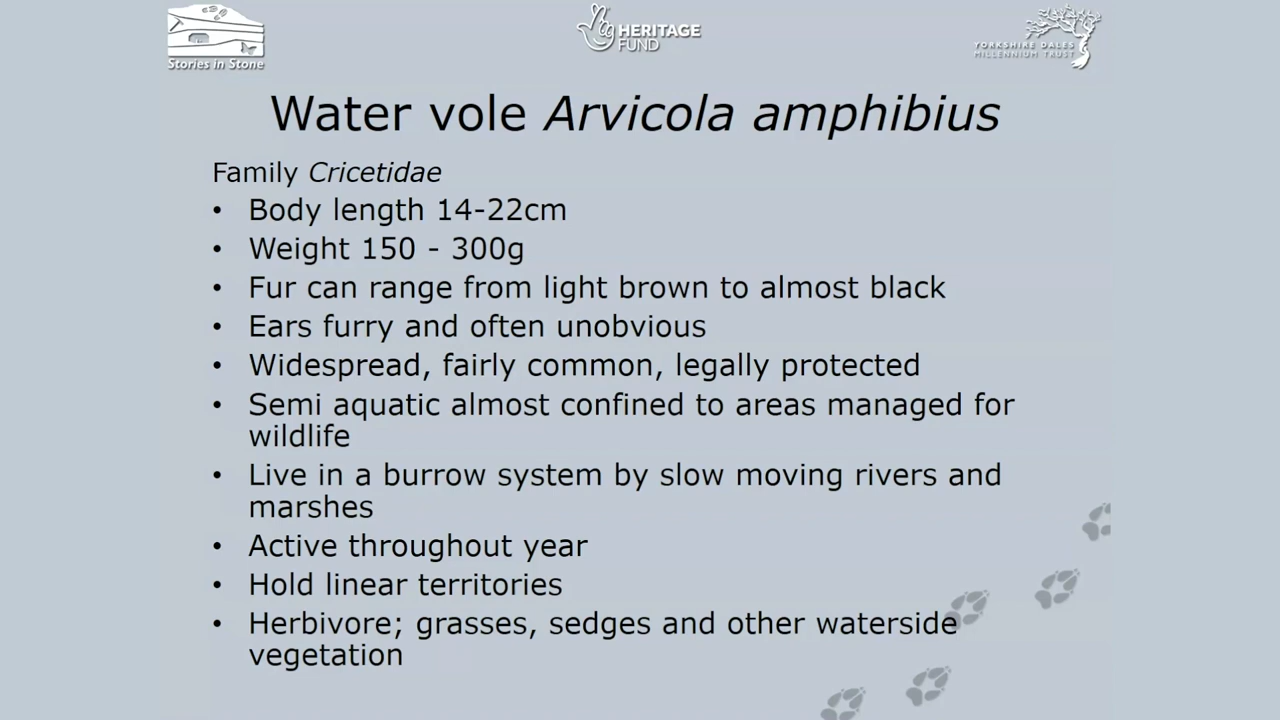 Stories in Stone
HERITAGE
FUND
YORKSHIRE DALES
MILLENNIUM TRUST
Water vole Arvicola amphibius
Family Cricetidae
• Body length 14-22cm
• Weight 150 - 300g
• Fur can range from light brown to almost black
• Ears furry and often unobvious
• Widespread, fairly common, legally protected
• Semi aquatic almost confined to areas managed for
wildlife
• Live in a burrow system by slow moving rivers and
marshes
• Active throughout year
• Hold linear territories
• Herbivore; grasses, sedges and other waterside
vegetation